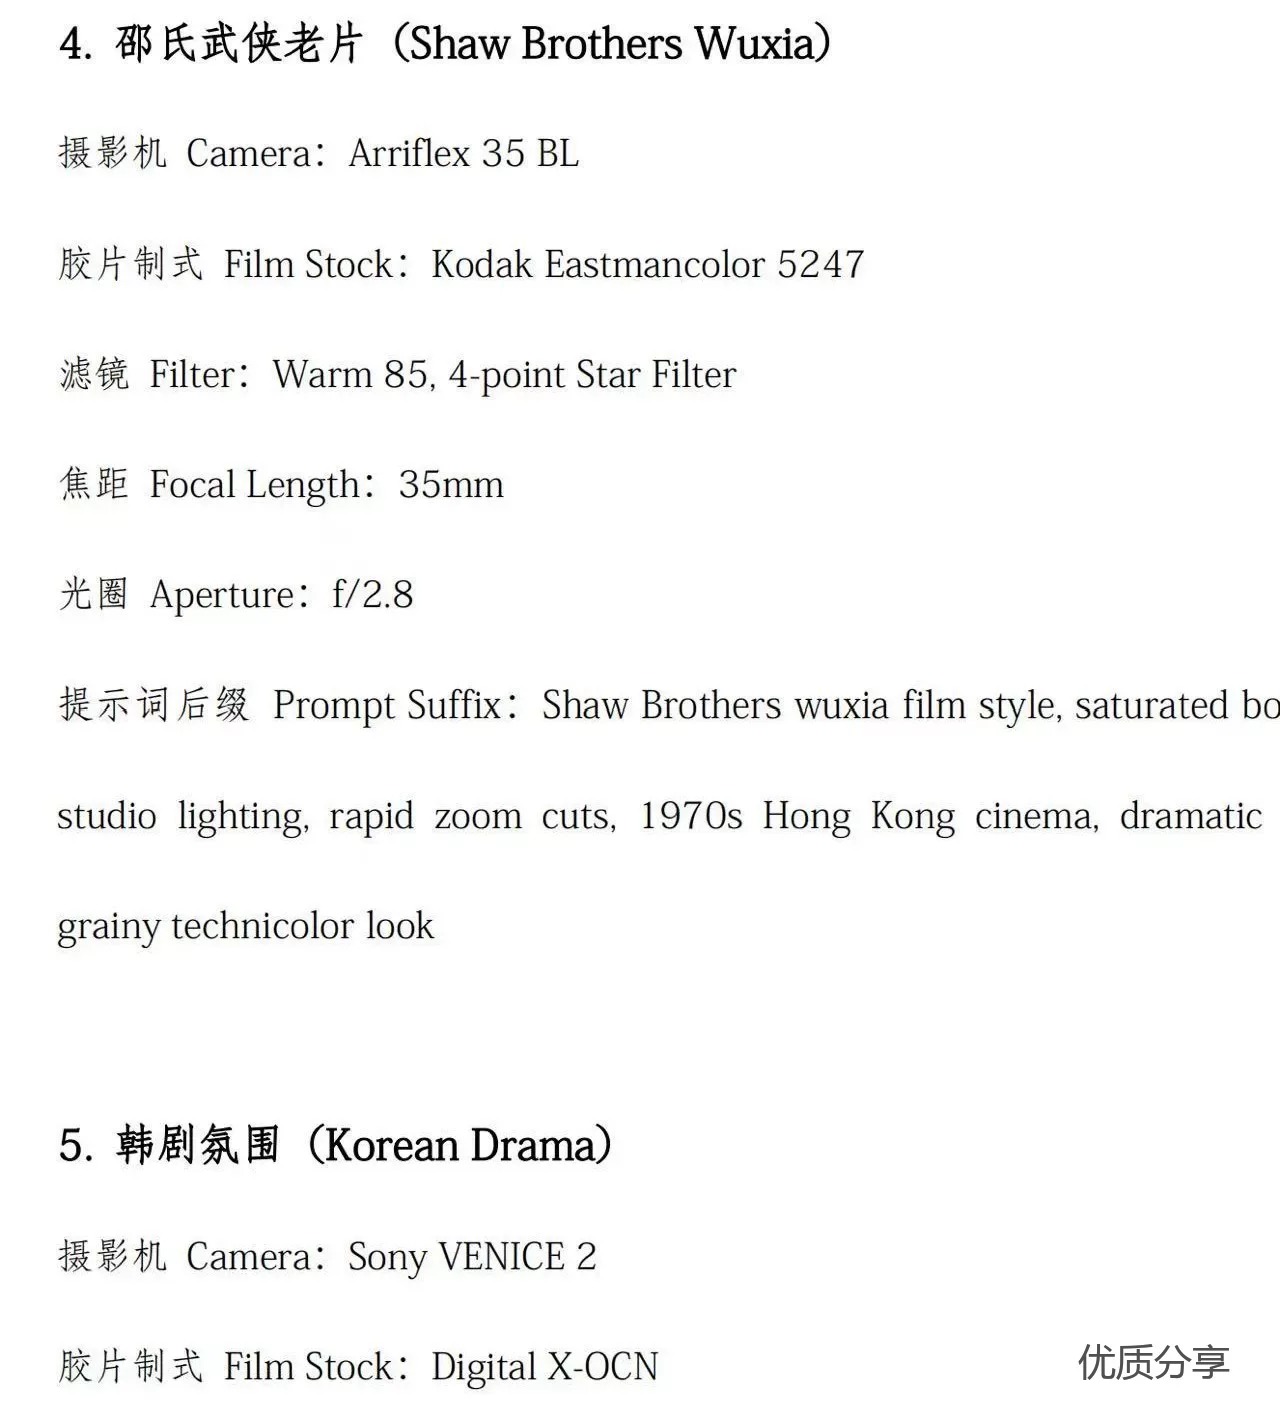 4. 邵氏武侠老片（Shaw Brothers Wuxia）
摄影机 Camera：Arriflex 35 BL
胶片制式 Film Stock：Kodak Eastmancolor 5247
滤镜 Filter：Warm 85, 4-point Star Filter
焦距 Focal Length：35mm
光圈 Aperture：f/2.8
提示词后缀 Prompt Suffix：Shaw Brothers wuxia film style, saturated
studio lighting, rapid zoom cuts, 1970s Hong Kong cinema, dramatic
grainy technicolor look
5. 韩剧氛围（Korean Drama）
摄影机 Camera：Sony VENICE 2
胶片制式 Film Stock：Digital X-OCN
优质分享